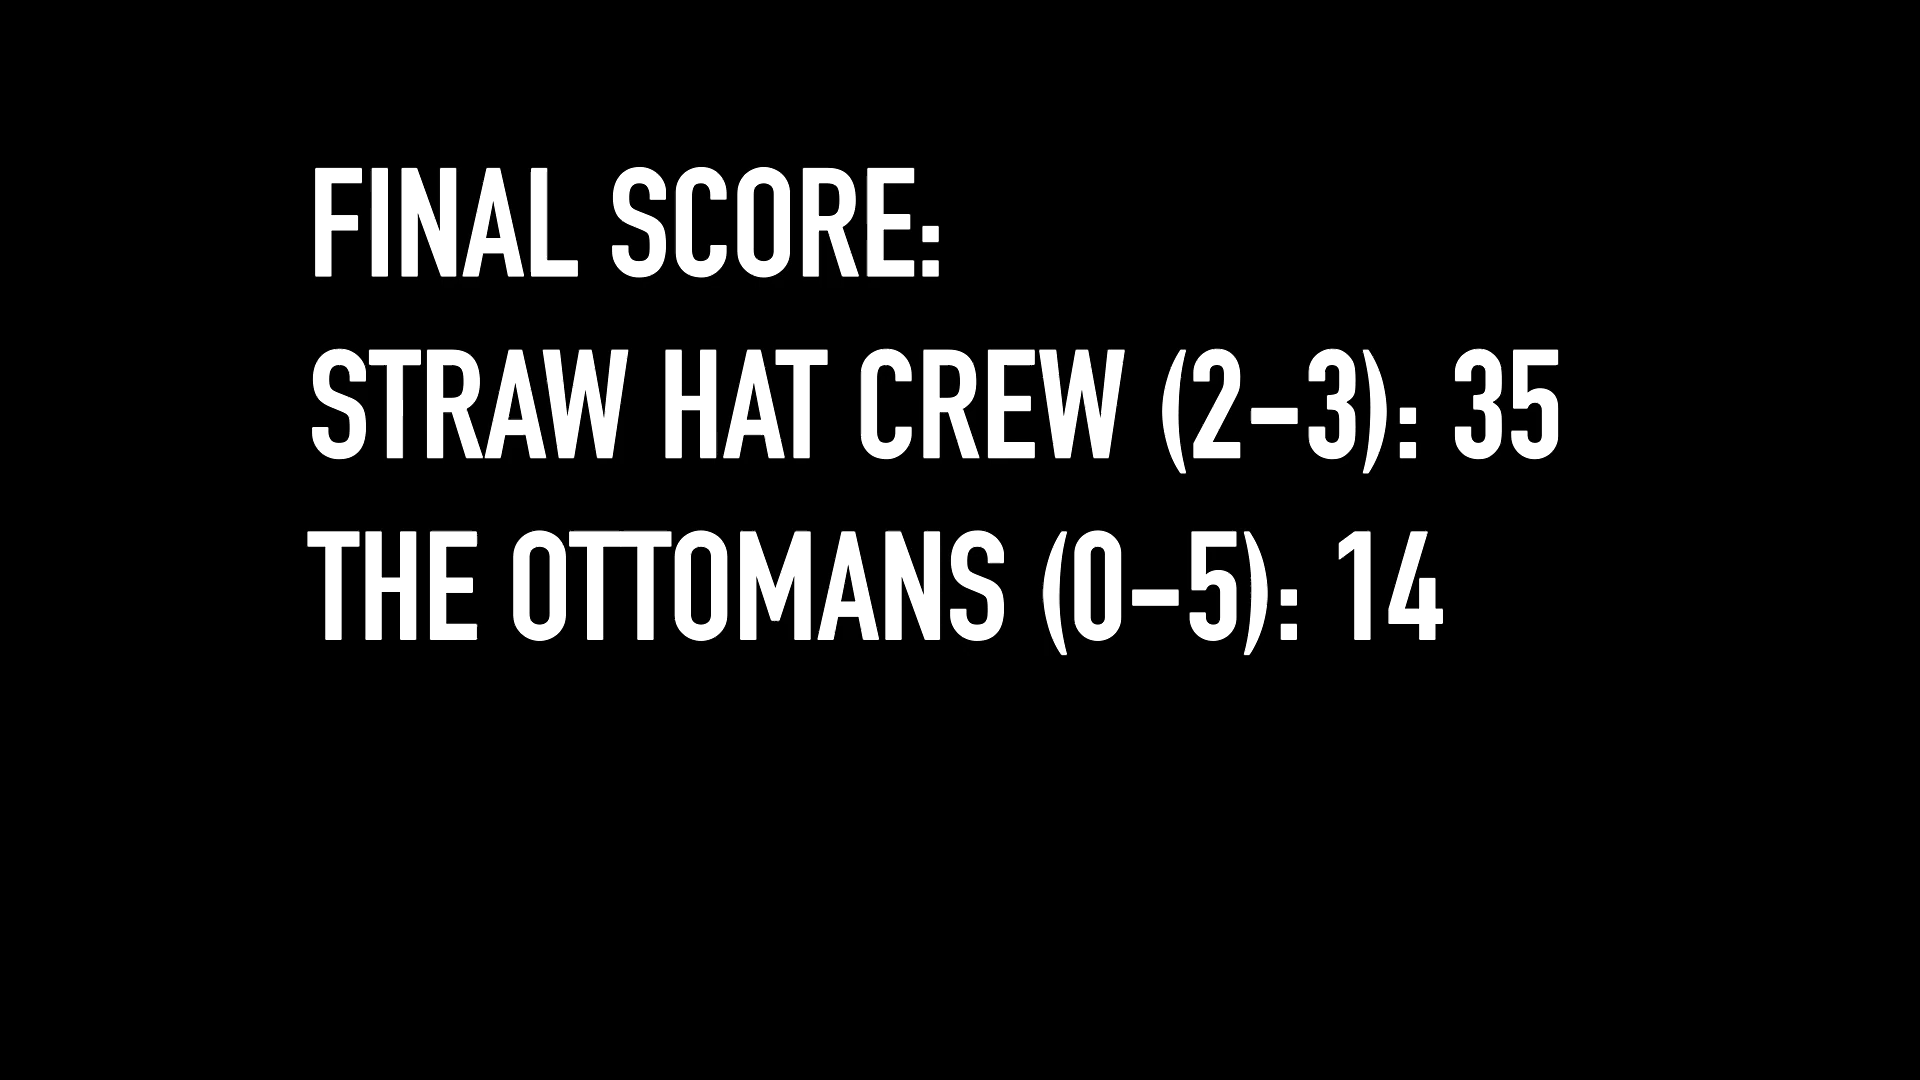 FINAL SCORE:
STRAW HAT CREW (2-3): 35
THE OTTOMANS (0-5): 14